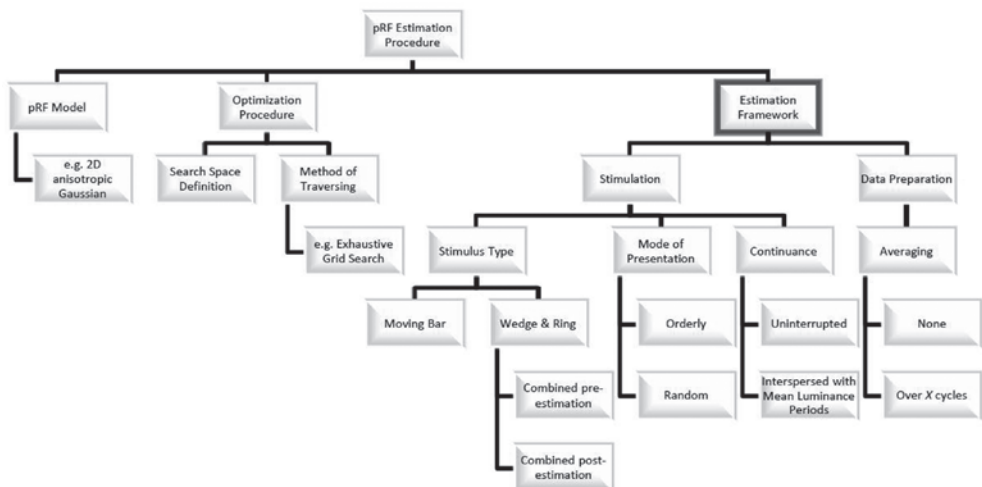 pRF Estimation
Procedure
pRF Model
Optimization
Procedure
Estimation
Framework
e.g. 2D
anisotropic
Gaussian
Search Space
Definition
Method of
Traversing
Stimulation
Data Preparation
e.g. Exhaustive
Grid Search
Stimulus Type
Mode of
Presentation
Continuance
Averaging
Moving Bar
Wedge & Ring
Orderly
Uninterrupted
None
Combined pre-
estimation
Random
Interspersed with
Mean Luminance
Periods
Over X cycles
Combined post-
estimation